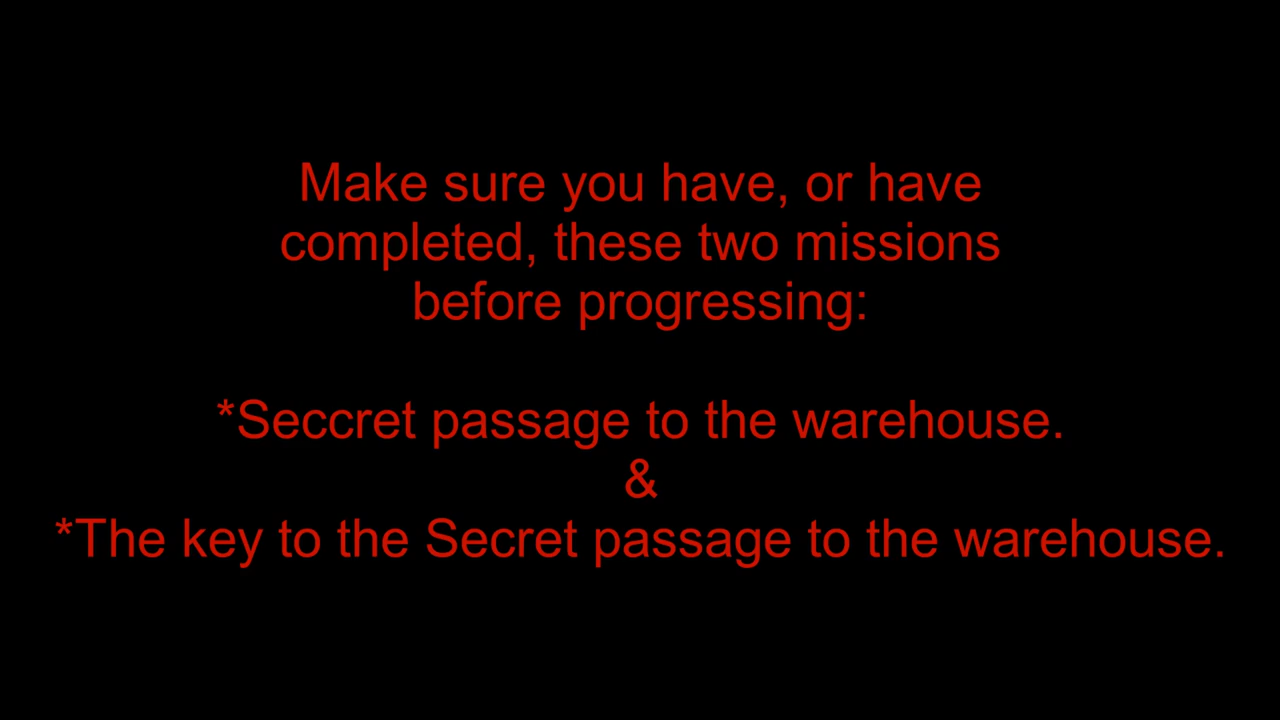 Make sure you have, or have
completed, these two missions
before progressing:
*Seccret passage to the warehouse.
&
*The key to the Secret passage to the warehouse.